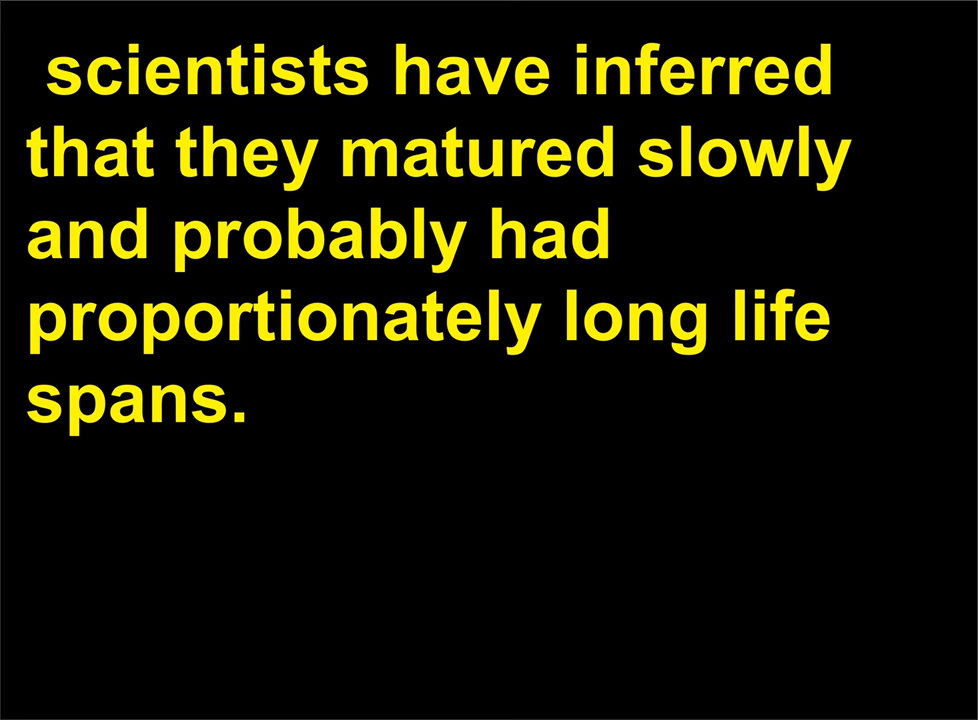 scientists have inferred
that they matured slowly
and probably had
proportionately long life
spans.